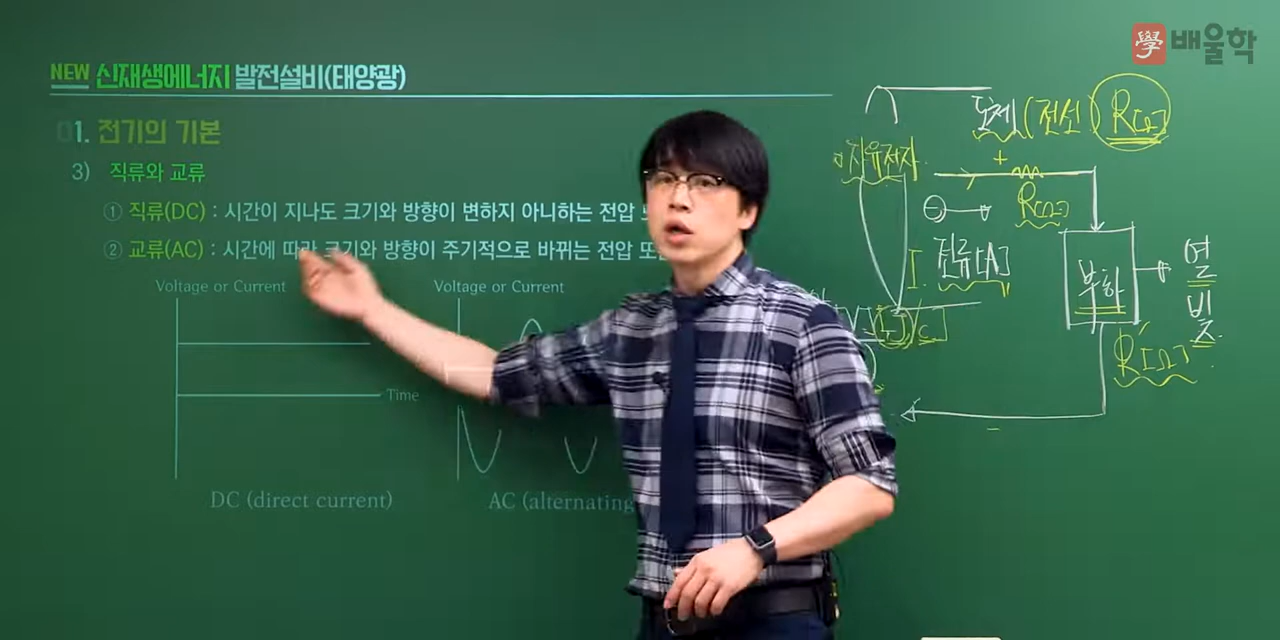 學 배울학
NEW 신재생에너지 발전설비(태양광)
01. 전기의 기본
3) 직류와 교류
① 직류(DC) : 시간이 지나도 크기와 방향이 변하지 아니하는 전압
② 교류(AC) : 시간에 따라 크기와 방향이 주기적으로 바뀌는 전압 또
Voltage or Current
Voltage or Current
Time
DC (direct current)
AC (alternating
도체(전선) R[Ω]
자유전자
+
R[Ω]
⊖
I 전류[A]
부하
열
빛
R[Ω]
-